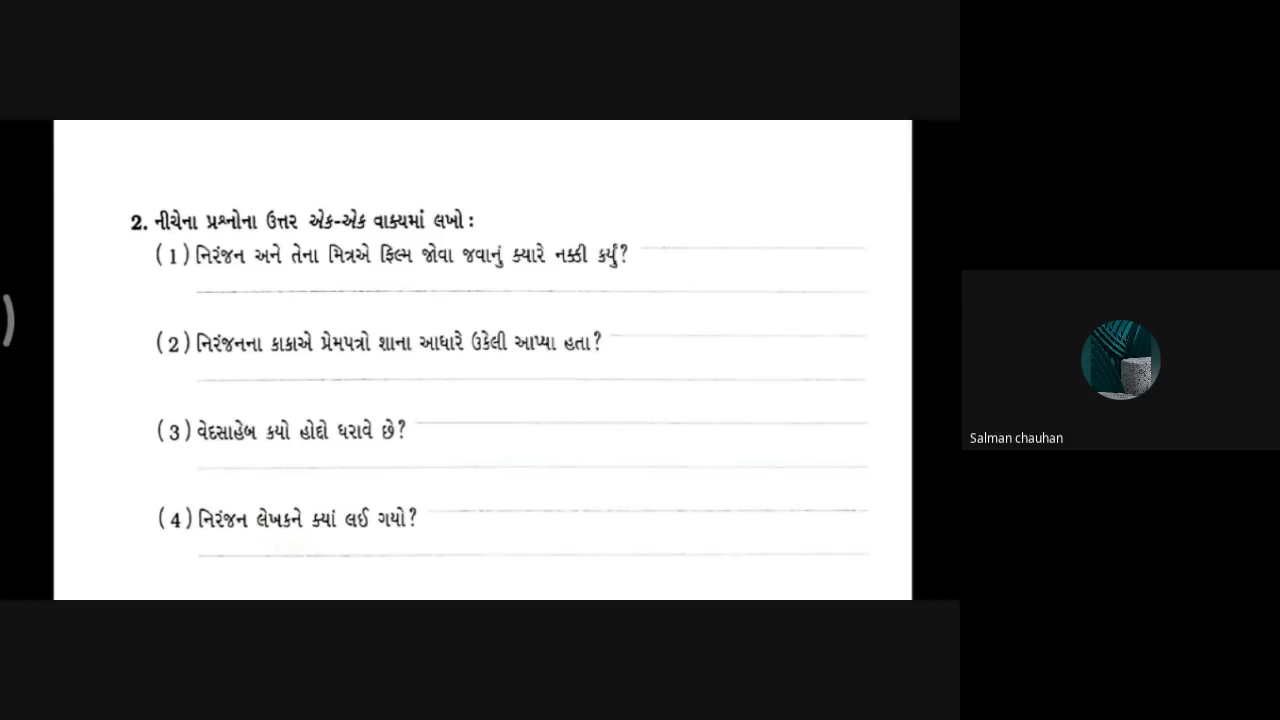 2. નીચેના પ્રશ્નોના ઉત્તર એક-એક વાક્યમાં લખો :
(1) નિરંજન અને તેના મિત્રએ ફિલ્મ જોવા જવાનું ક્યારે નક્કી કર્યું?
(2) નિરંજનના કાકાએ પ્રેમપત્રો શાના આધારે ઉકેલી આપ્યા હતા?
(3) વેદસાહેબ કયો હોદ્દો ધરાવે છે?
(4) નિરંજન લેખકને ક્યાં લઈ ગયો?
Salman chauhan